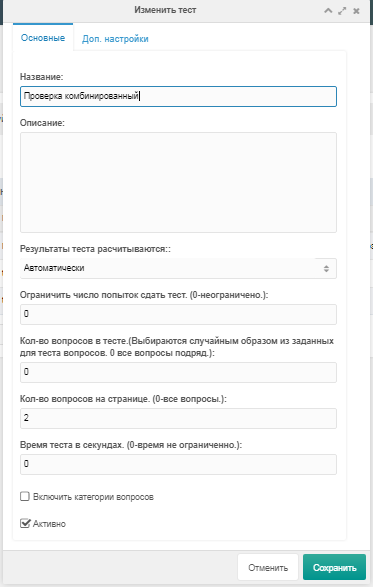 Изменить тест
Основные Доп. настройки
Название:
Проверка комбинированный
Описание:
Результаты теста расчитываются::
Автоматически
Ограничить число попыток сдать тест. (0-неограничено.):
0
Кол-во вопросов в тесте.(Выбираются случайным образом из заданных
для теста вопросов. 0 все вопросы подряд.):
0
Кол-во вопросов на странице. (0-все вопросы.):
2
Время теста в секундах. (0-время не ограниченно.):
0
Включить категории вопросов
Активно
Отменить Сохранить